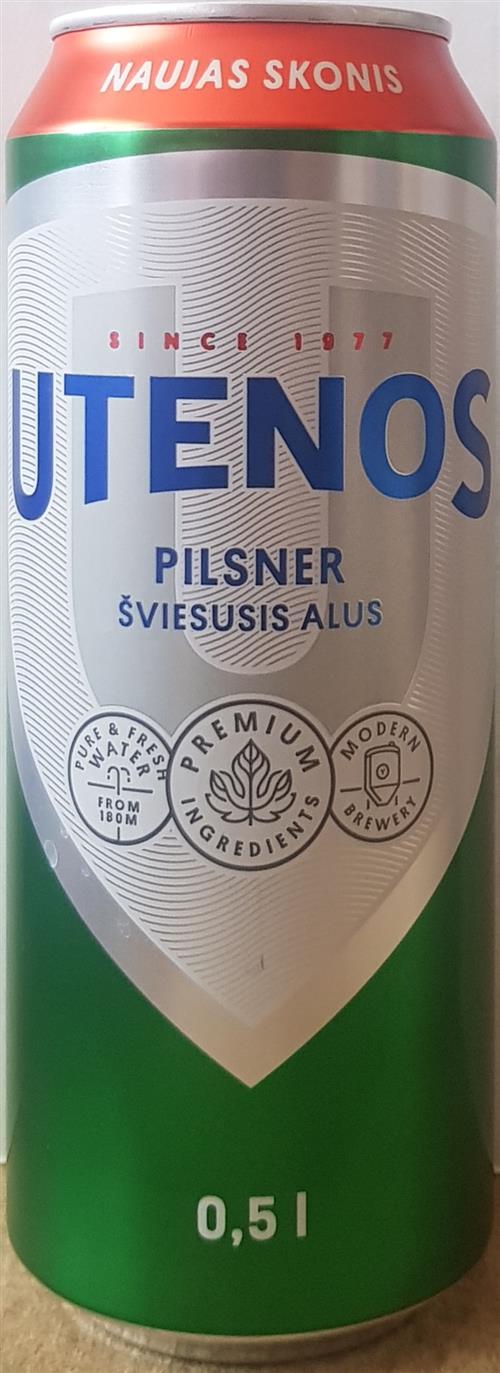 NAUJAS SKONIS
SINCE 1977
UTENOS
PILSNER
ŠVIESUSIS ALUS
PURE & FRESH
WATER
FROM
180M
PREMIUM
INGREDIENTS
MODERN
BREWERY
0,5 l